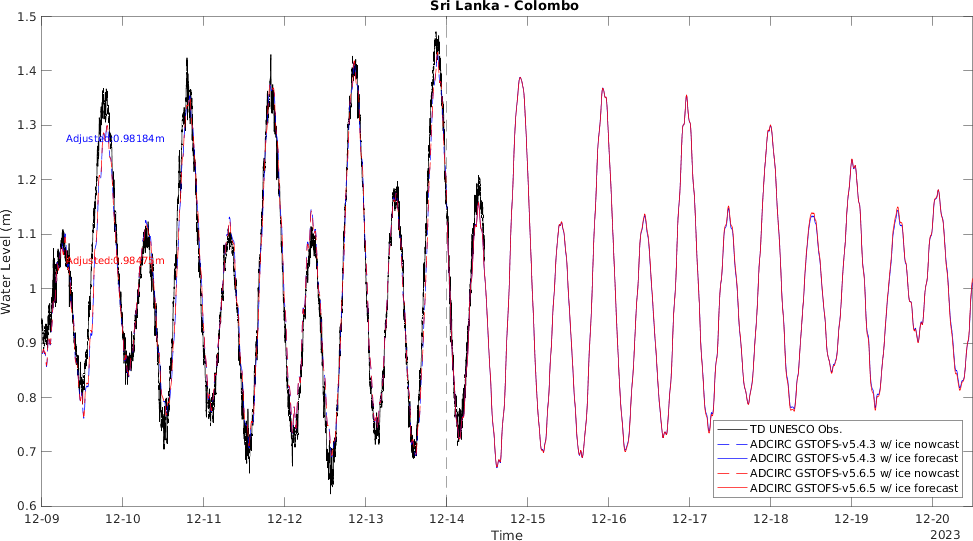 Sri Lanka - Colombo
Water Level (m)
1.5
1.4
1.3
1.2
1.1
1
0.9
0.8
0.7
0.6
Adjusted:0.98184m
TD UNESCO Obs.
ADCIRC GSTOFS-v5.4.3 w/ ice nowcast
ADCIRC GSTOFS-v5.4.3 w/ ice forecast
ADCIRC GSTOFS-v5.6.5 w/ ice nowcast
ADCIRC GSTOFS-v5.6.5 w/ ice forecast
12-09 12-10 12-11 12-12 12-13 12-14 12-15 12-16 12-17 12-18 12-19 12-20
2023
Time